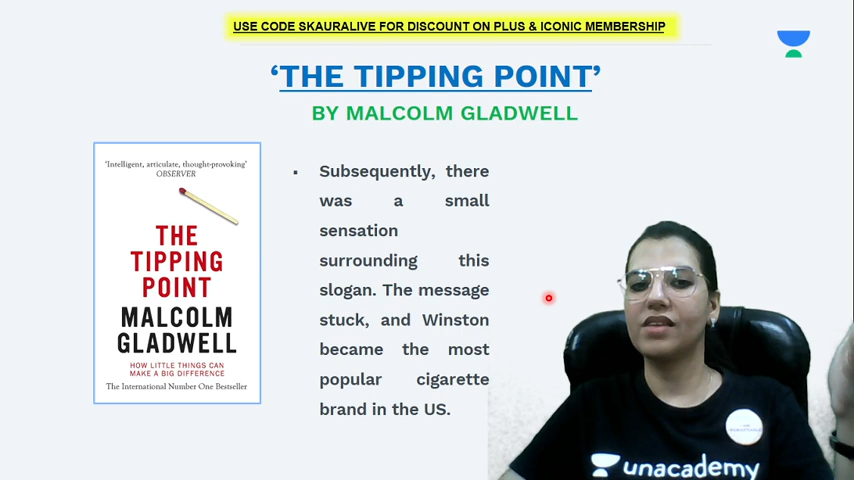 USE CODE SKAURALIVE FOR DISCOUNT ON PLUS & ICONIC MEMBERSHIP
‘THE TIPPING POINT’
BY MALCOLM GLADWELL
‘Intelligent, articulate, thought-provoking’
OBSERVER
THE
TIPPING
POINT
MALCOLM
GLADWELL
HOW LITTLE THINGS CAN
MAKE A BIG DIFFERENCE
The International Number One Bestseller
▪ Subsequently, there
was a small
sensation
surrounding this
slogan. The message
stuck, and Winston
became the most
popular cigarette
brand in the US.
unacademy